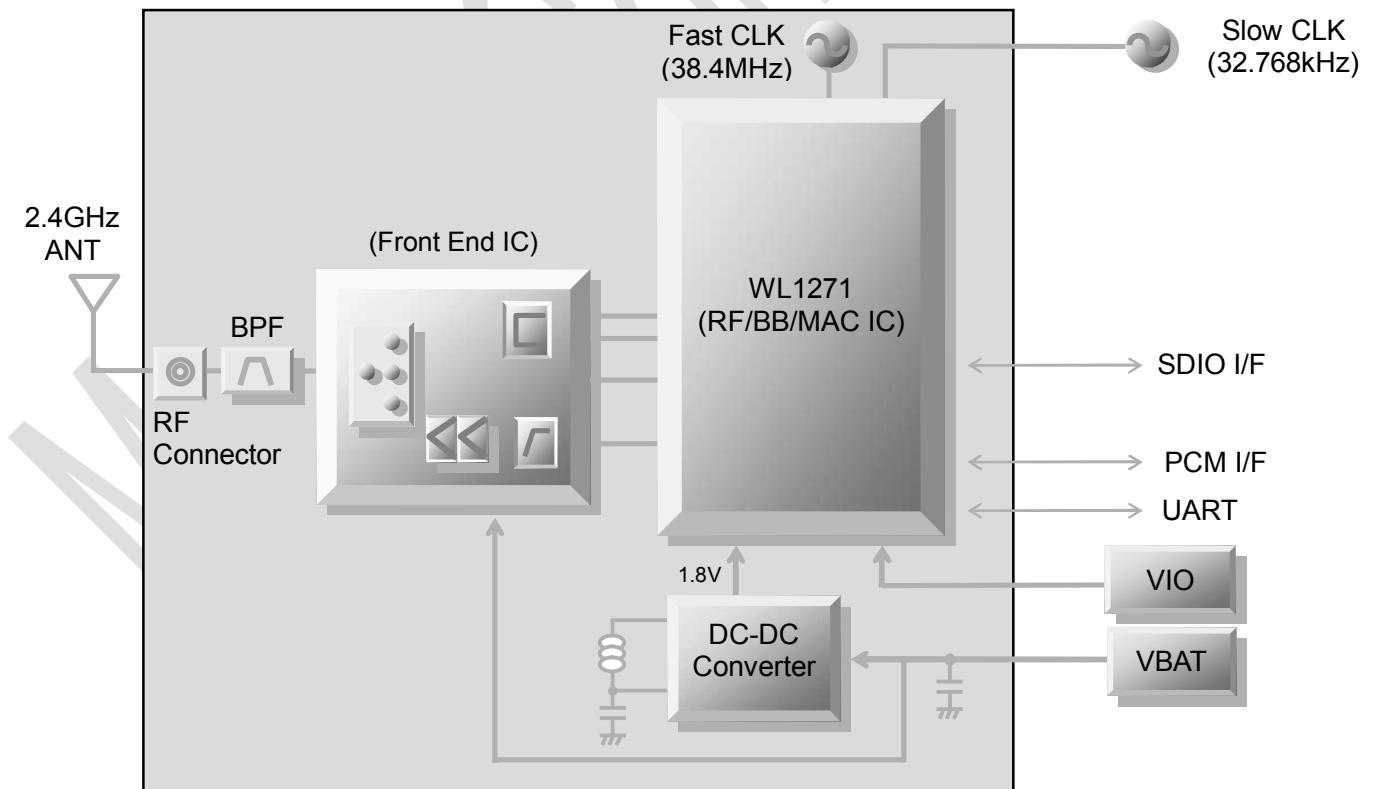 Fast CLK
(38.4MHz)
Slow CLK
(32.768kHz)
2.4GHz
ANT
(Front End IC)
BPF
RF
Connector
WL1271
(RF/BB/MAC IC)
SDIO I/F
PCM I/F
UART
1.8V
VIO
DC-DC
Converter
VBAT